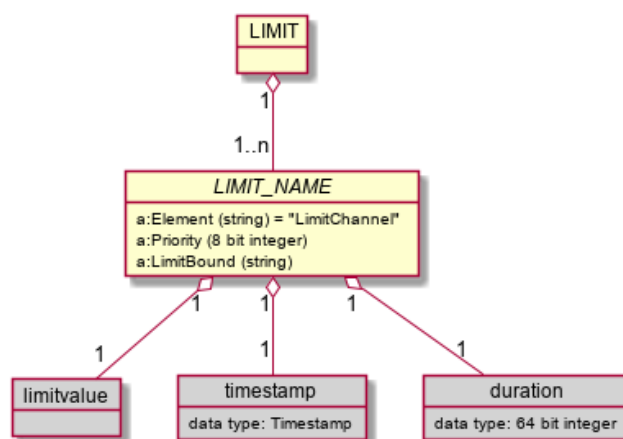 LIMIT
1
1..n
LIMIT_NAME
a:Element (string) = "LimitChannel"
a:Priority (8 bit integer)
a:LimitBound (string)
1 1 1
1 1 1
limitvalue
timestamp
data type: Timestamp
duration
data type: 64 bit integer